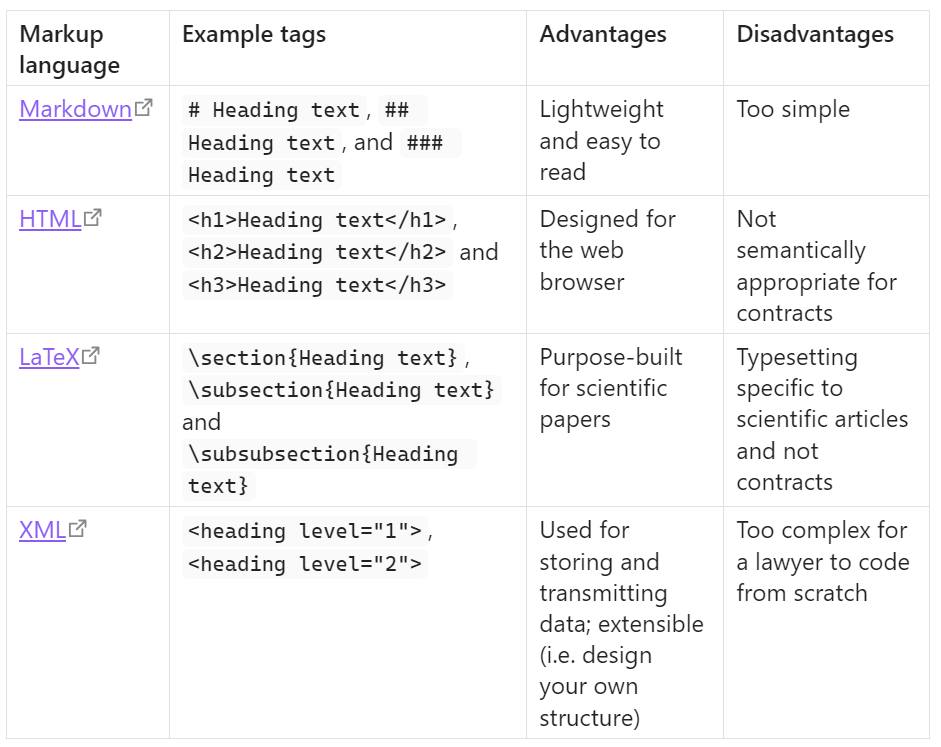 Markup language
Example tags
Advantages
Disadvantages
Markdown
# Heading text, ##
Heading text, and ###
Heading text
Lightweight
and easy to
read
Too simple
HTML
<h1>Heading text</h1>,
<h2>Heading text</h2> and
<h3>Heading text</h3>
Designed for
the web
browser
Not
semantically
appropriate for
contracts
LaTeX
\section{Heading text},
\subsection{Heading text}
and
\subsubsection{Heading
text}
Purpose-built
for scientific
papers
Typesetting
specific to
scientific articles
and not
contracts
XML
<heading level="1">,
<heading level="2">
Used for
storing and
transmitting
data; extensible
(i.e. design
your own
structure)
Too complex for
a lawyer to code
from scratch